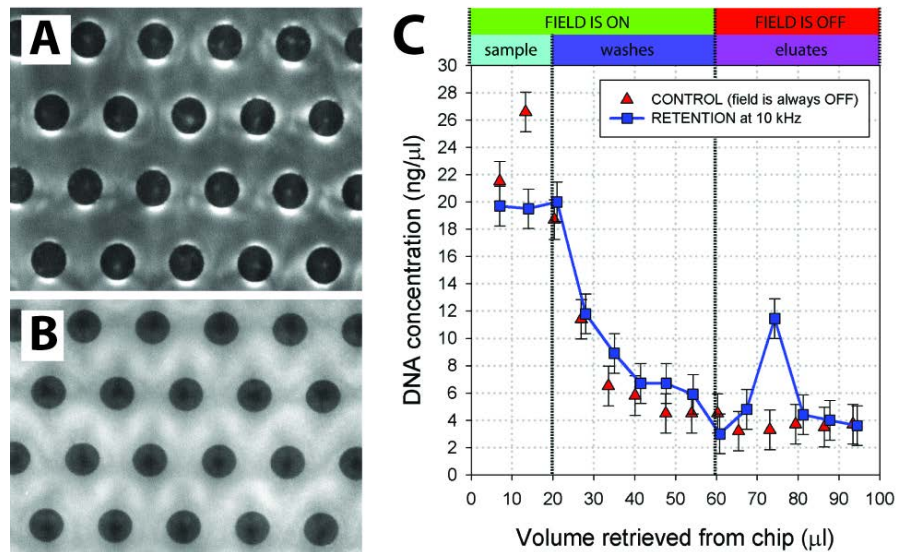 A
B
C
FIELD IS ON
FIELD IS OFF
sample
washes
eluates
30
28
26
24
22
20
18
16
14
12
10
8
6
4
2
0
DNA concentration (ng/μl)
CONTROL (field is always OFF)
RETENTION at 10 kHz
0 10 20 30 40 50 60 70 80 90 100
Volume retrieved from chip (μl)